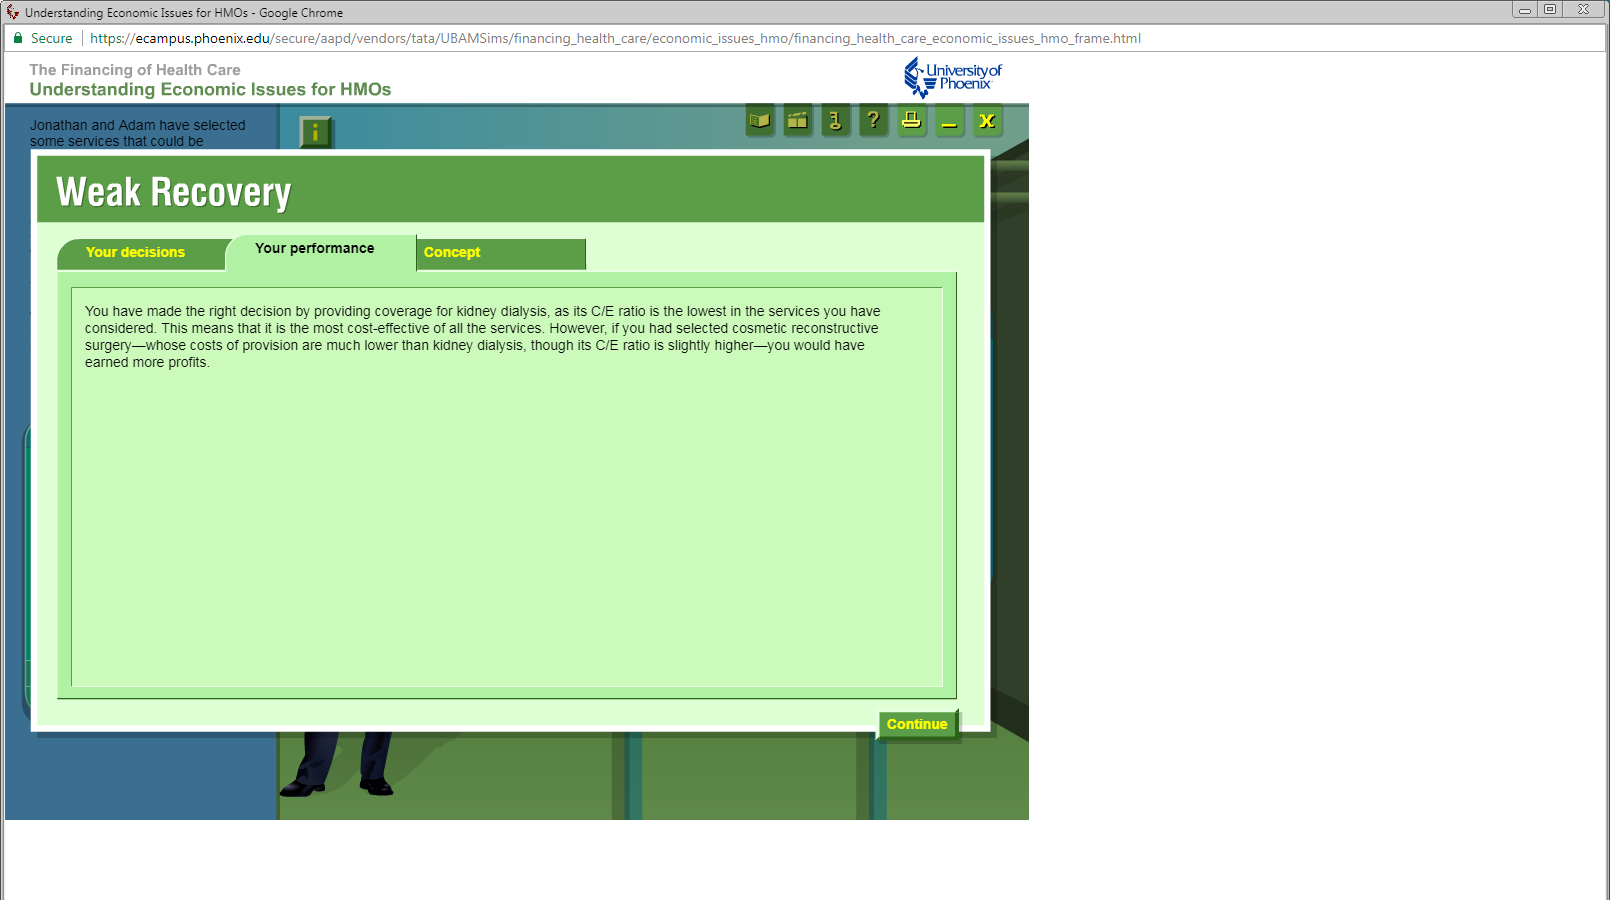 Understanding Economic Issues for HMOs - Google Chrome
Secure https://ecampus.phoenix.edu/secure/aapd/vendors/tata/UBAMSims/financing_health_care/economic_issues_hmo/financing_health_care_economic_issues_hmo_frame.html
The Financing of Health Care
Understanding Economic Issues for HMOs
University of
Phoenix
Jonathan and Adam have selected
some services that could be
i
?
X
Weak Recovery
Your decisions
Your performance
Concept
You have made the right decision by providing coverage for kidney dialysis, as its C/E ratio is the lowest in the services you have
considered. This means that it is the most cost-effective of all the services. However, if you had selected cosmetic reconstructive
surgery—whose costs of provision are much lower than kidney dialysis, though its C/E ratio is slightly higher—you would have
earned more profits.
Continue